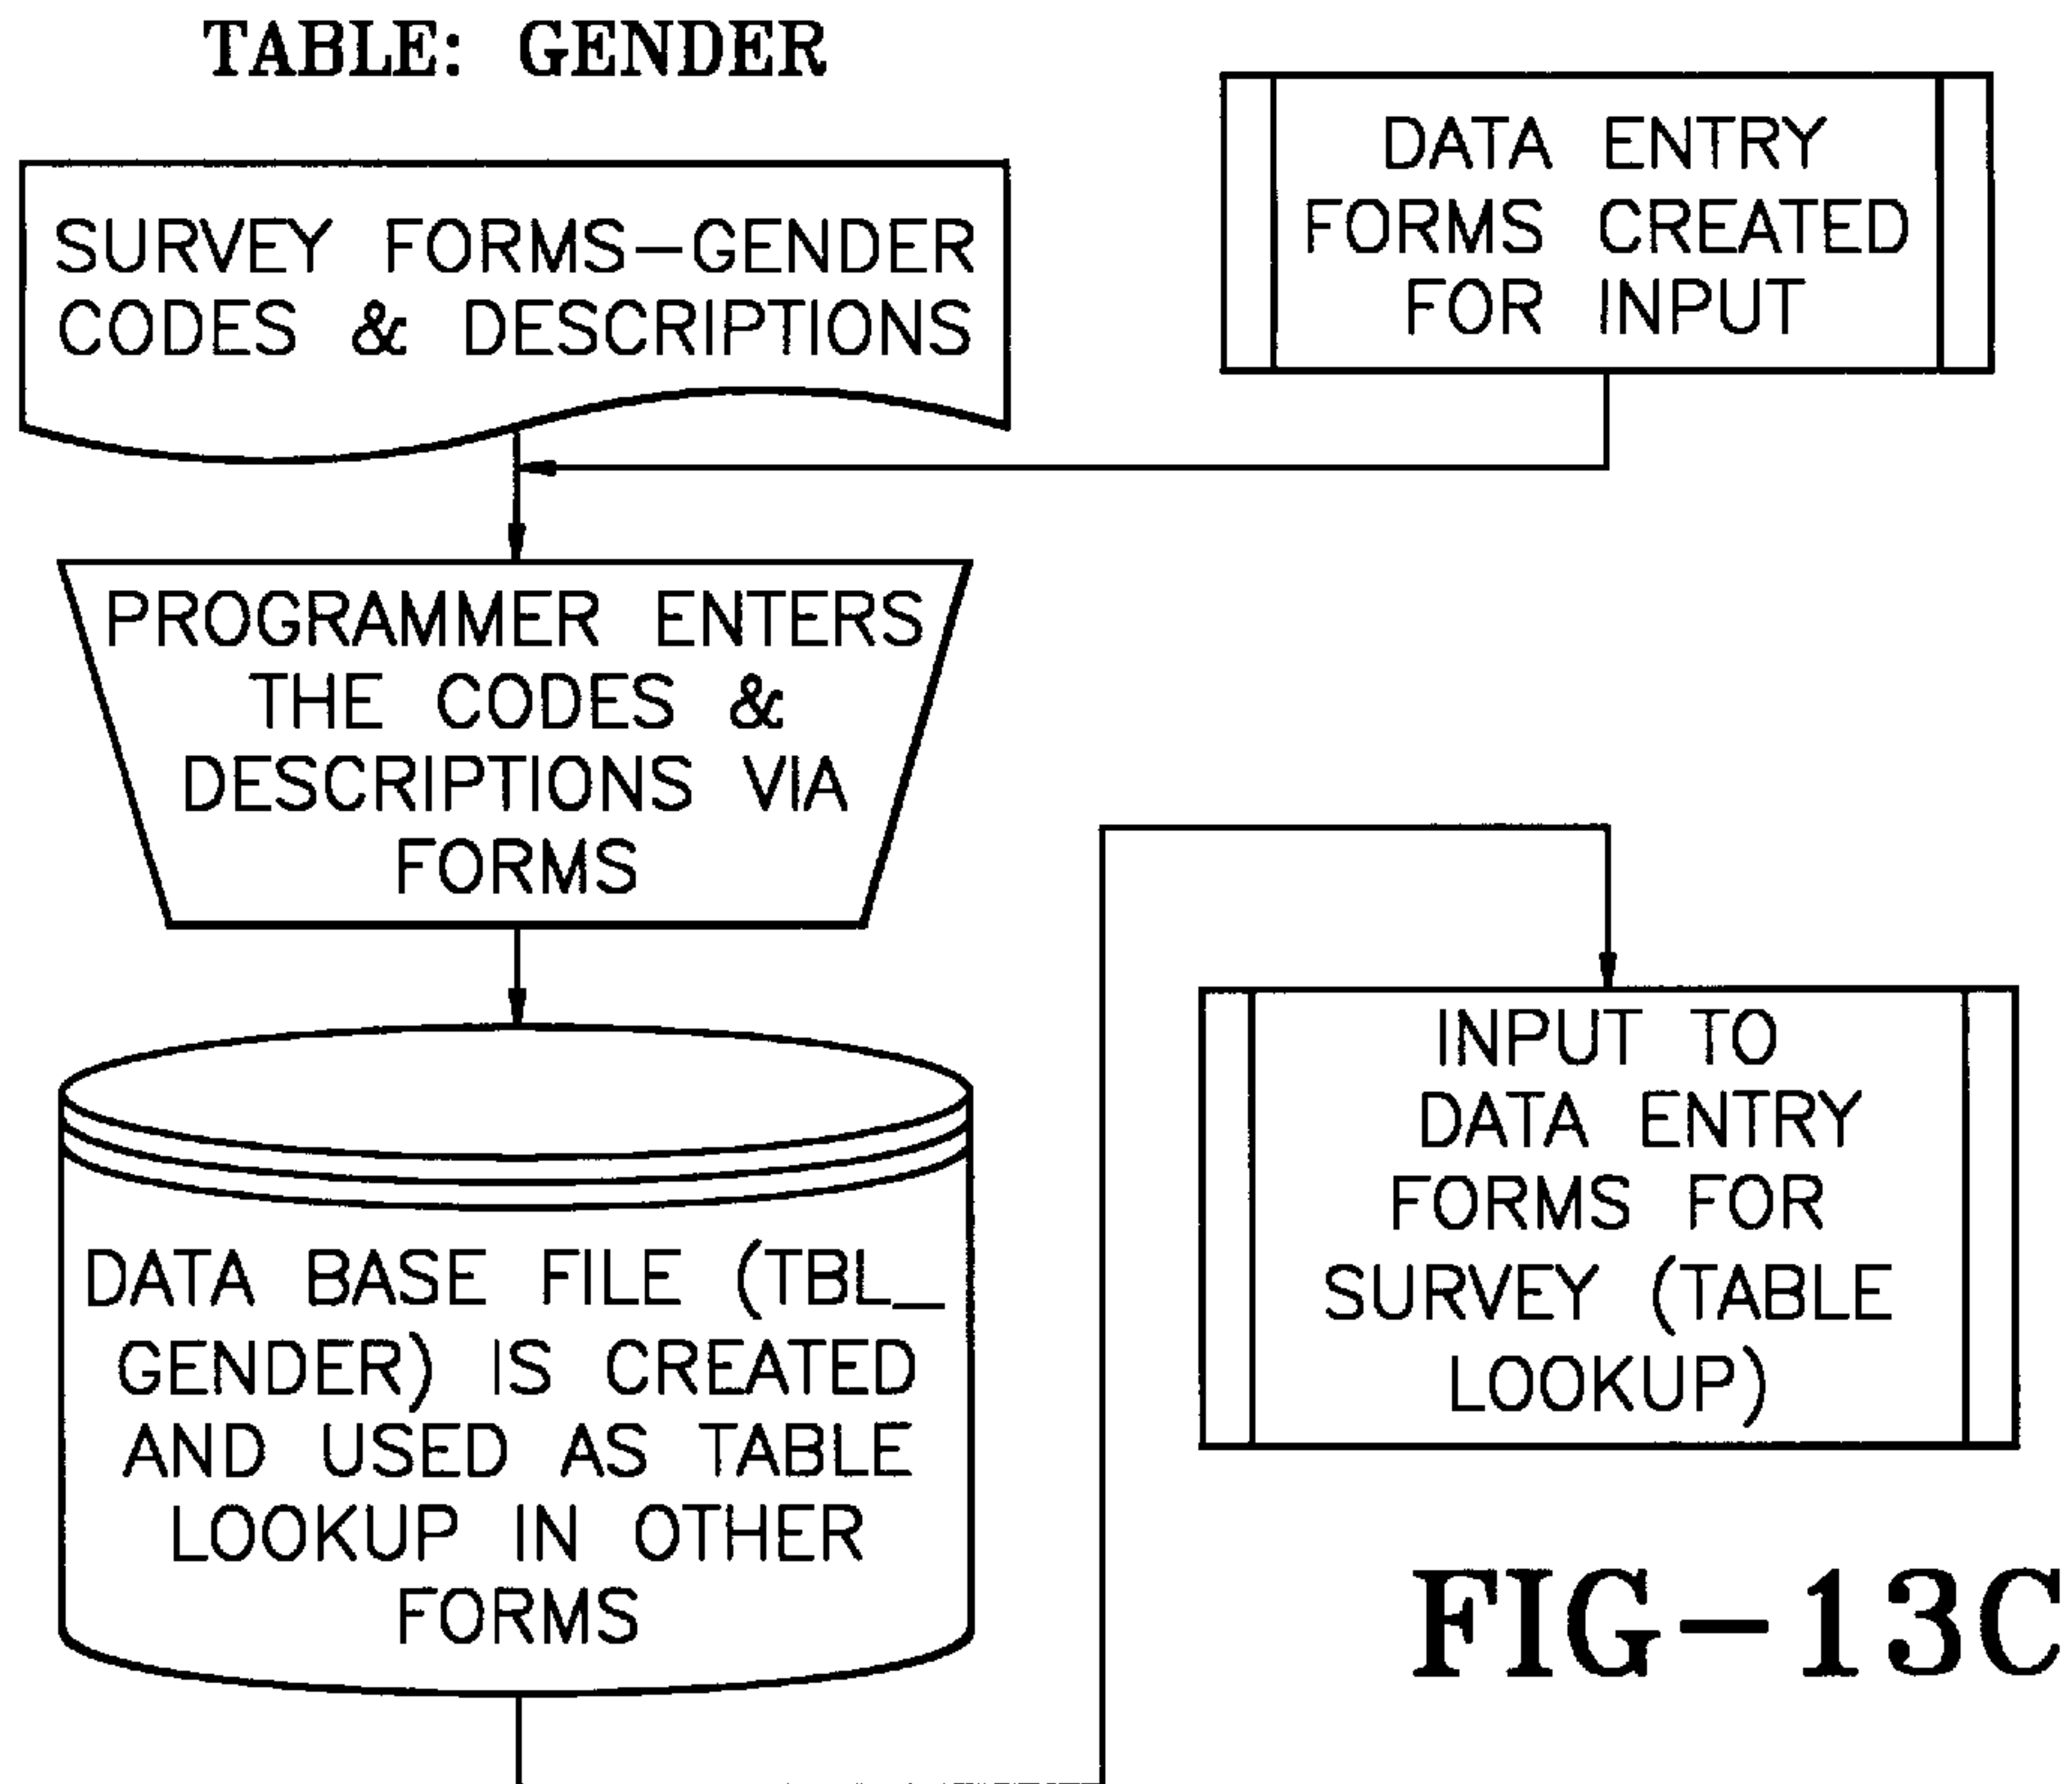 TABLE: GENDER
SURVEY FORMS-GENDER
CODES & DESCRIPTIONS
DATA ENTRY
FORMS CREATED
FOR INPUT
PROGRAMMER ENTERS
THE CODES &
DESCRIPTIONS VIA
FORMS
DATA BASE FILE (TBL_
GENDER) IS CREATED
AND USED AS TABLE
LOOKUP IN OTHER
FORMS
INPUT TO
DATA ENTRY
FORMS FOR
SURVEY (TABLE
LOOKUP)
FIG-13C